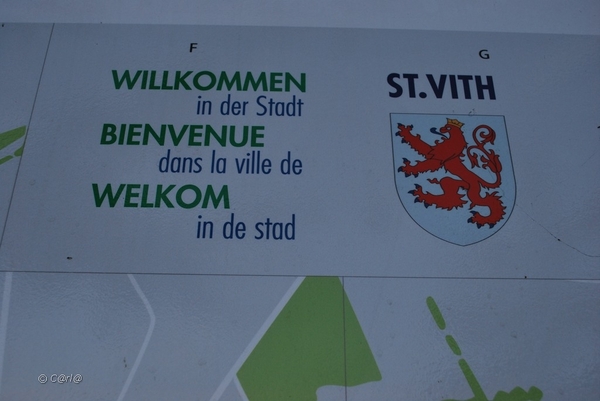 F
G
WILLKOMMEN
in der Stadt
BIENVENUE
dans la ville de
WELKOM
in de stad
ST.VITH
© C@rl@